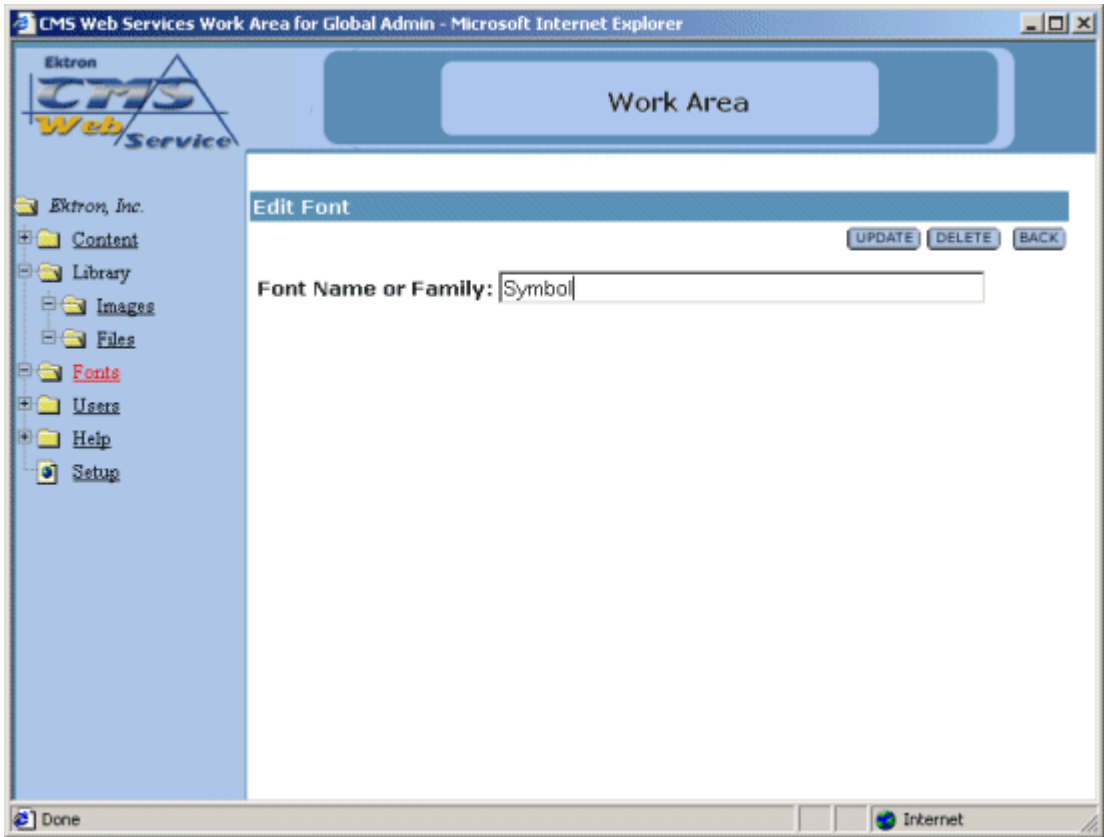 CMS Web Services Work Area for Global Admin - Microsoft Internet Explorer
Ektron
CMS
Web
Service
Work Area
Ektron, Inc.
Content
Library
Images
Files
Fonts
Users
Help
Setup
Edit Font
UPDATE DELETE BACK
Font Name or Family: Symbol
Done
Internet